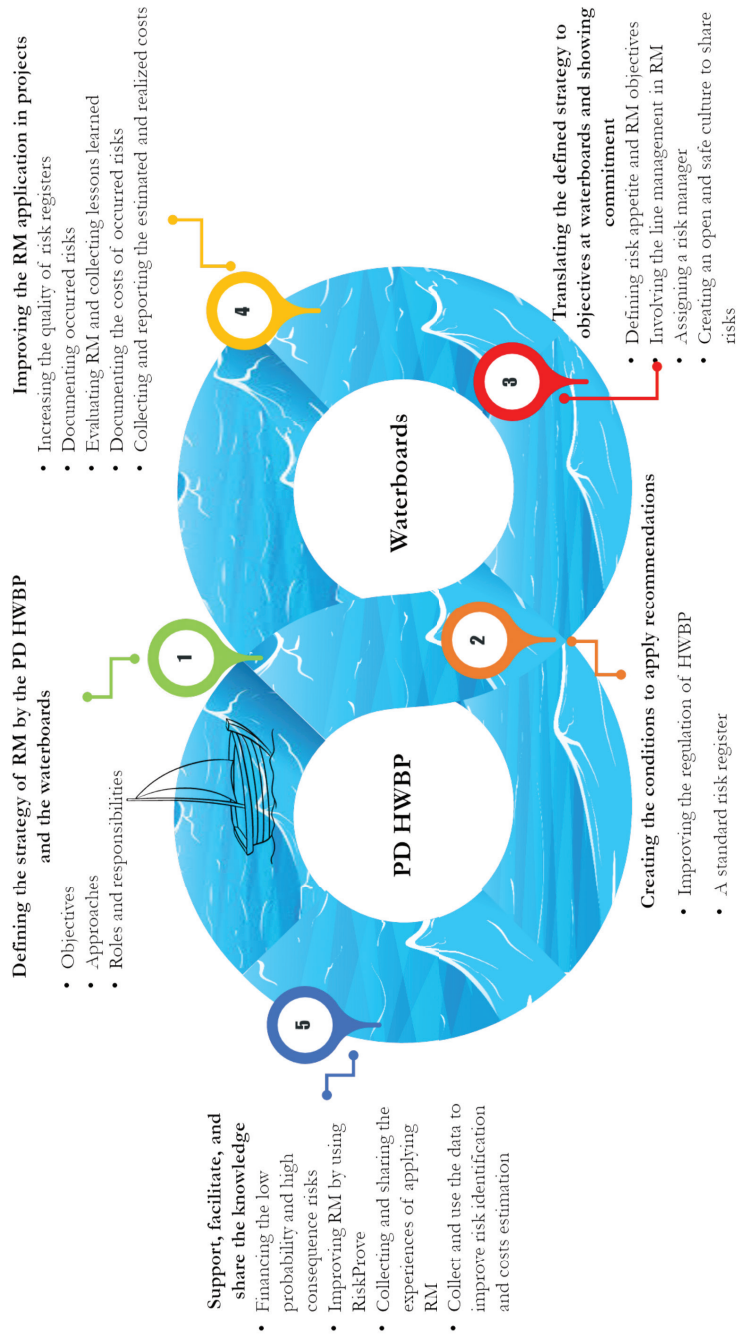 Defining the strategy of RM by the PD HWBP
and the waterboards
• Objectives
• Approaches
• Roles and responsibilities
Improving the RM application in projects
• Increasing the quality of risk registers
• Documenting occurred risks
• Evaluating RM and collecting lessons learned
• Documenting the costs of occurred risks
• Collecting and reporting the estimated and realized costs
1
4
5
PD HWBP
Waterboards
2
3
Support, facilitate, and
share the knowledge
• Financing the low
probability and high
consequence risks
• Improving RM by using
RiskProve
• Collecting and sharing the
experiences of applying
RM
• Collect and use the data to
improve risk identification
and costs estimation
Creating the conditions to apply recommendations
• Improving the regulation of HWBP
• A standard risk register
Translating the defined strategy to
objectives at waterboards and showing
commitment
• Defining risk appetite and RM objectives
• Involving the line management in RM
• Assigning a risk manager
• Creating an open and safe culture to share
risks